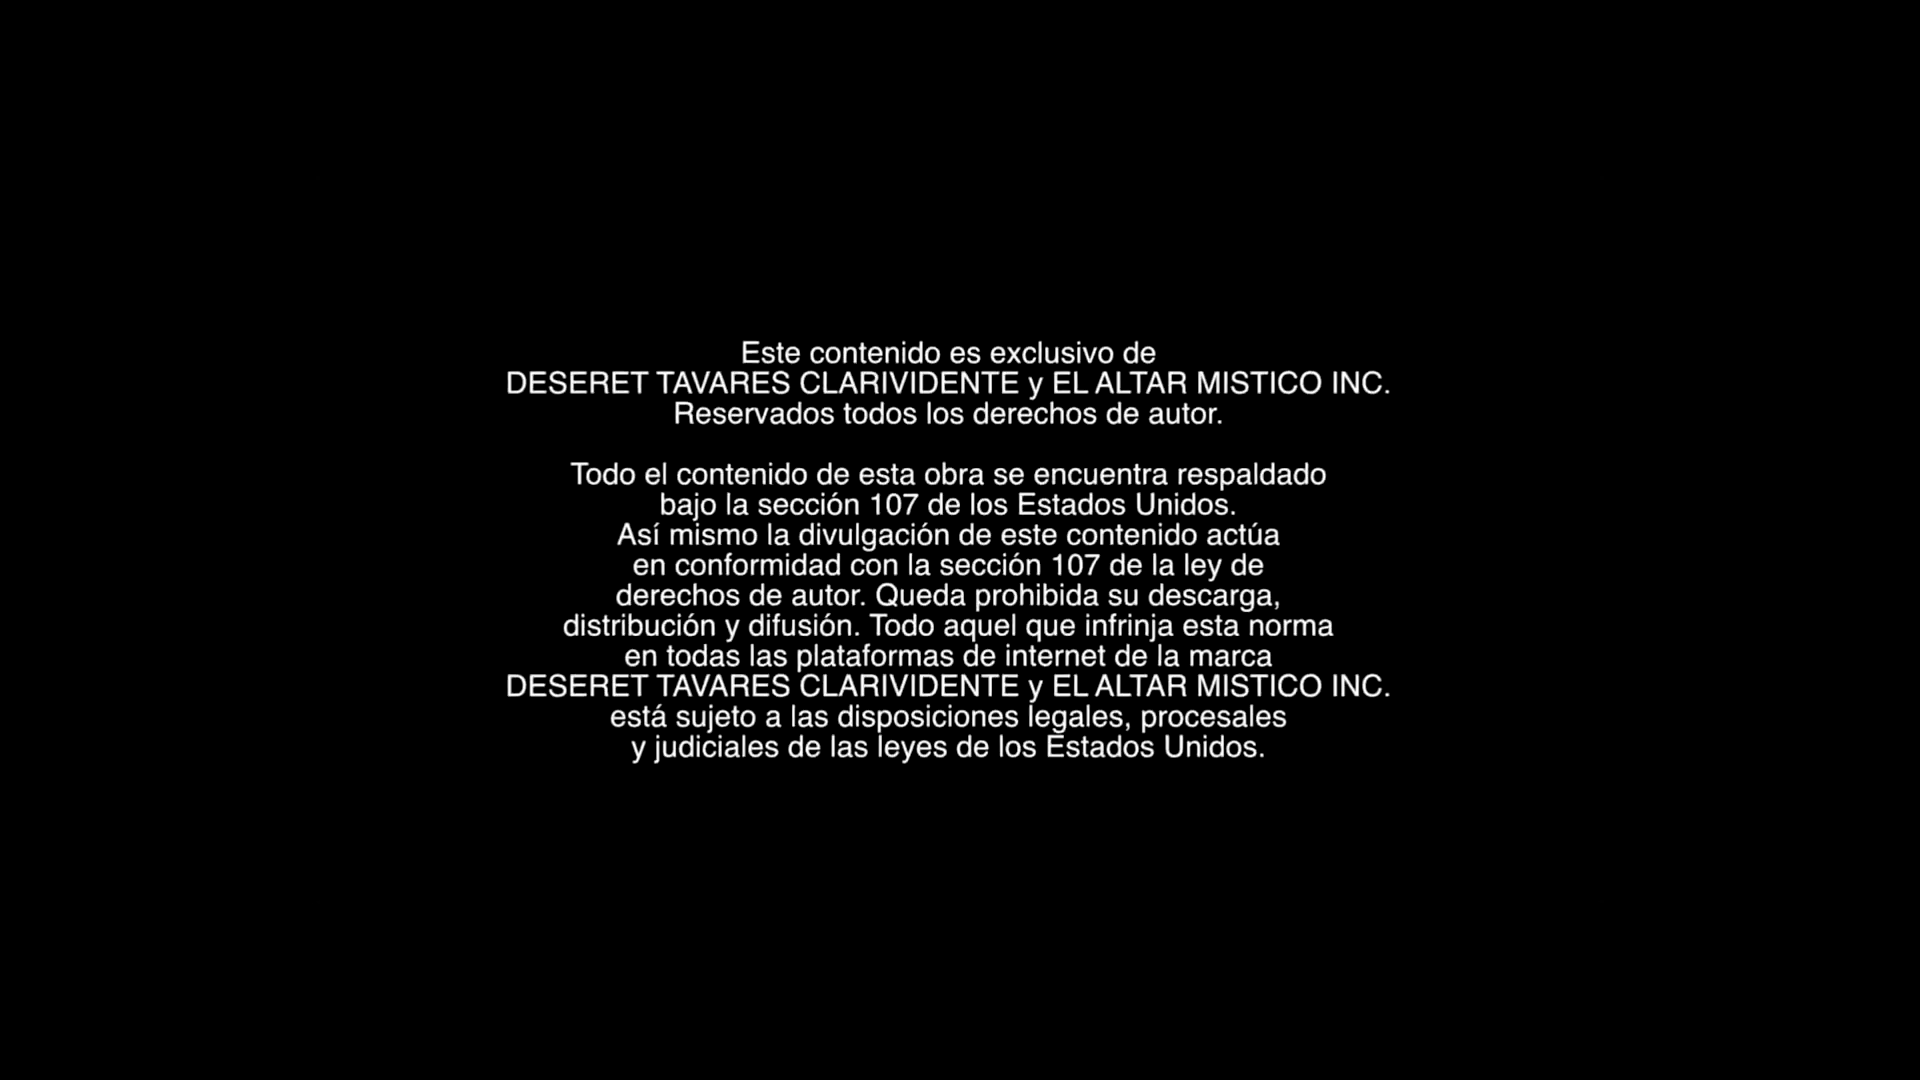 Este contenido es exclusivo de
DESERET TAVARES CLARIVIDENTE y EL ALTAR MISTICO INC.
Reservados todos los derechos de autor.
Todo el contenido de esta obra se encuentra respaldado
bajo la sección 107 de los Estados Unidos.
Así mismo la divulgación de este contenido actúa
en conformidad con la sección 107 de la ley de
derechos de autor. Queda prohibida su descarga,
distribución y difusión. Todo aquel que infrinja esta norma
en todas las plataformas de internet de la marca
DESERET TAVARES CLARIVIDENTE y EL ALTAR MISTICO INC.
está sujeto a las disposiciones legales, procesales
y judiciales de las leyes de los Estados Unidos.